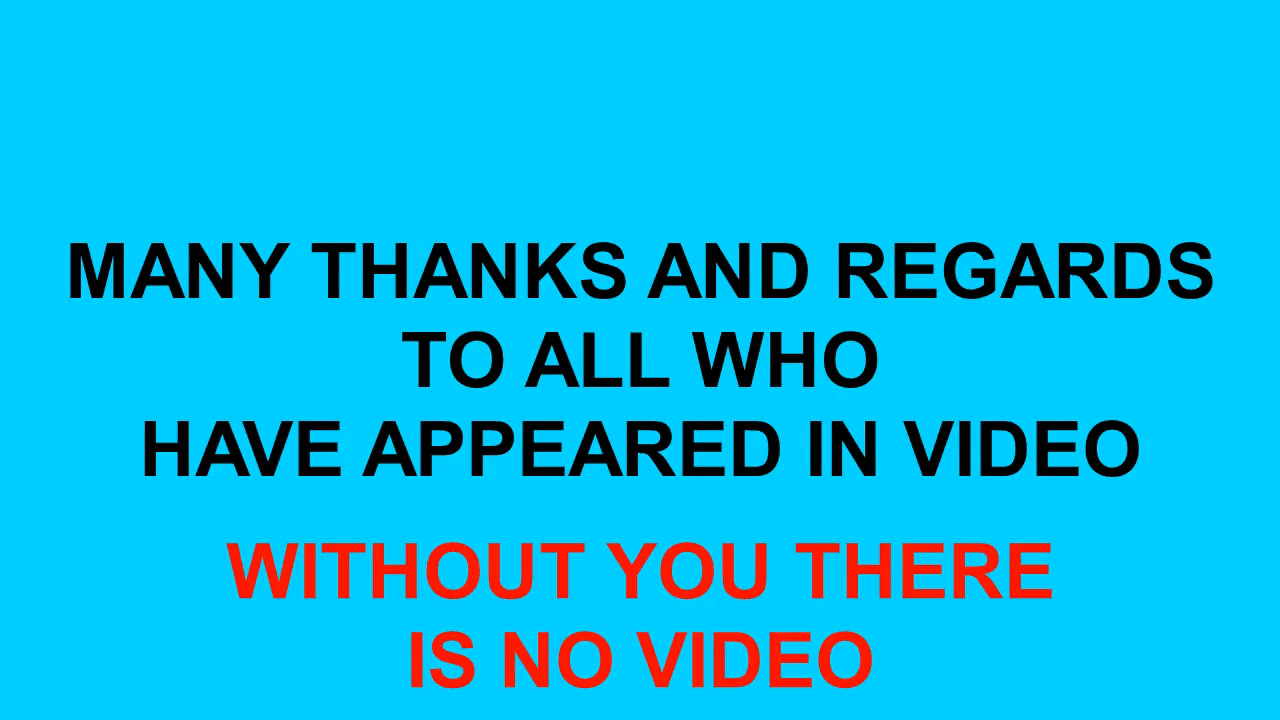 MANY THANKS AND REGARDS
TO ALL WHO
HAVE APPEARED IN VIDEO
WITHOUT YOU THERE
IS NO VIDEO